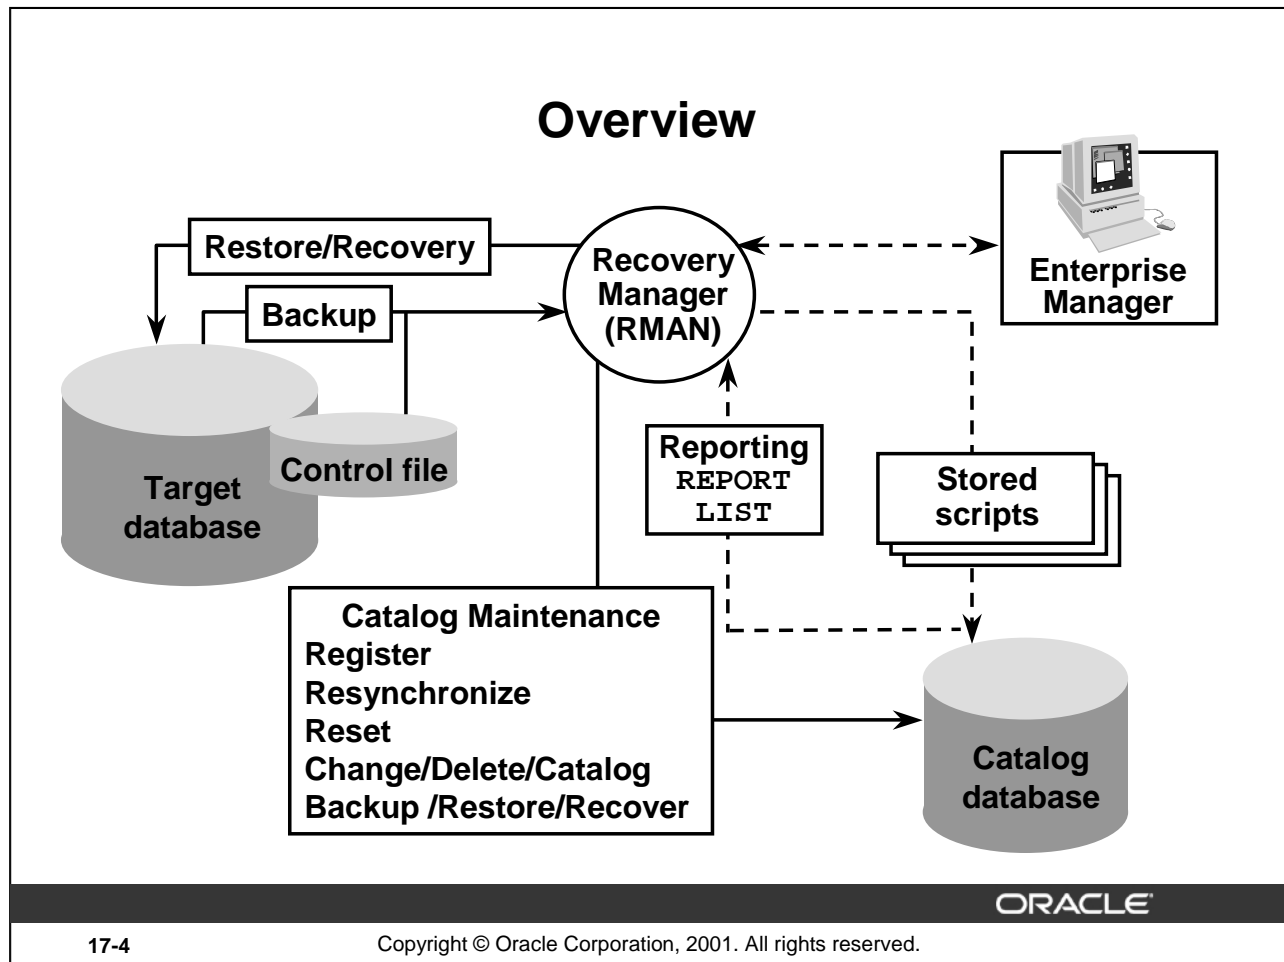 Overview
Restore/Recovery
Backup
Recovery
Manager
(RMAN)
Enterprise
Manager
Target
database
Control file
Reporting
REPORT
LIST
Stored
scripts
Catalog Maintenance
Register
Resynchronize
Reset
Change/Delete/Catalog
Backup /Restore/Recover
Catalog
database
ORACLE®
17-4
Copyright © Oracle Corporation, 2001. All rights reserved.